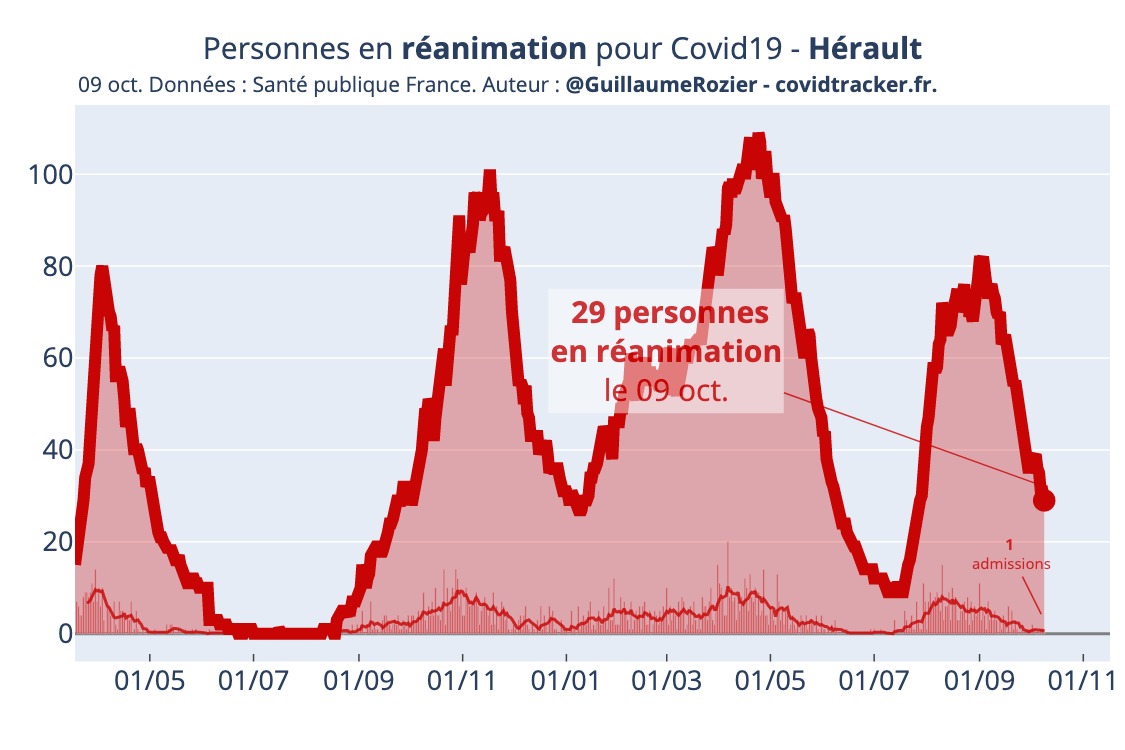 Personnes en réanimation pour Covid19 - Hérault
09 oct. Données : Santé publique France. Auteur : @GuillaumeRozier - covidtracker.fr.
100
80
60
40
20
0
29 personnes
en réanimation
le 09 oct.
1
admissions
01/05 01/07 01/09 01/11 01/01 01/03 01/05 01/07 01/09 01/11